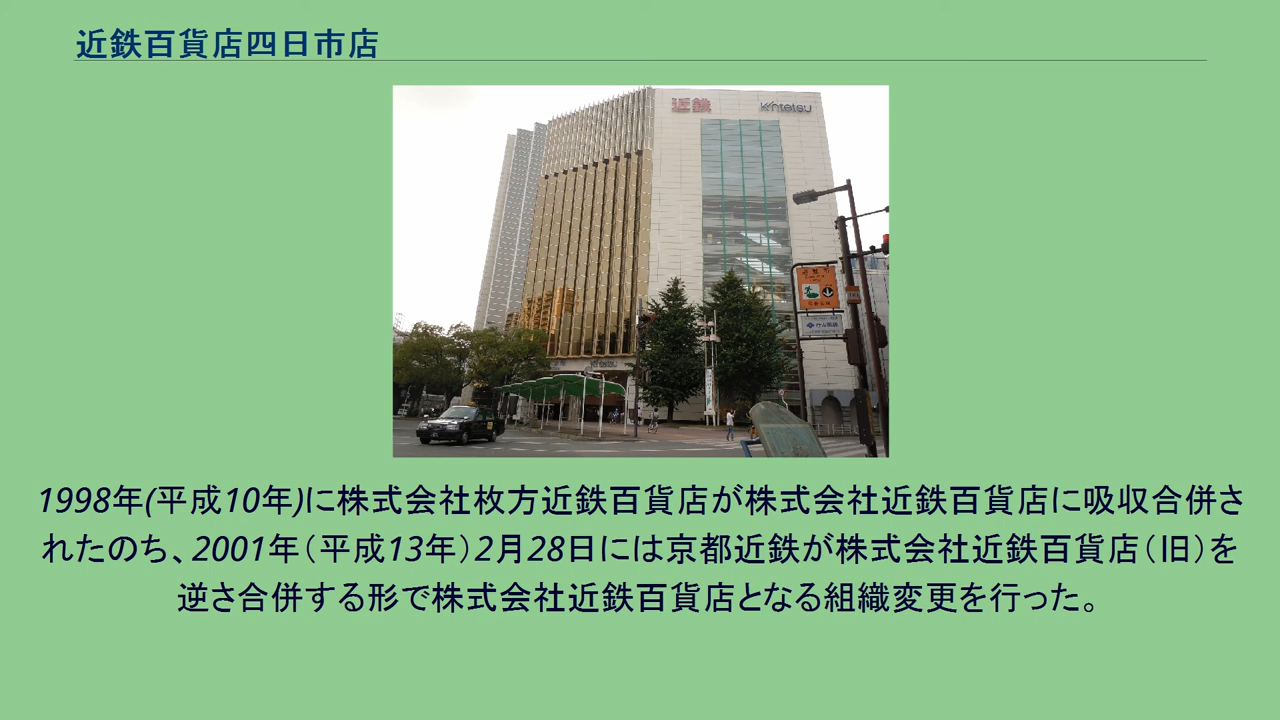 近鉄百貨店四日市店
近鉄
Kintetsu
1998年(平成10年)に株式会社枚方近鉄百貨店が株式会社近鉄百貨店に吸収合併さ
れたのち、2001年（平成13年）2月28日には京都近鉄が株式会社近鉄百貨店（旧）を
逆さ合併する形で株式会社近鉄百貨店となる組織変更を行った。